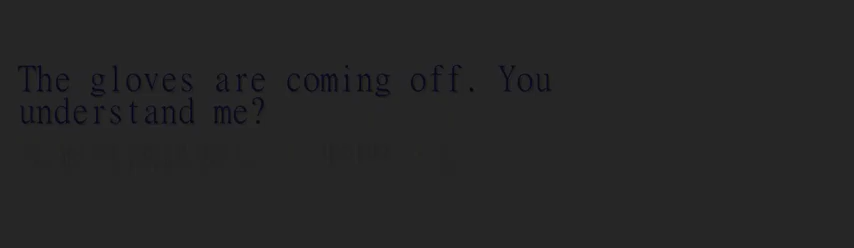 The gloves are coming off. You
understand me?